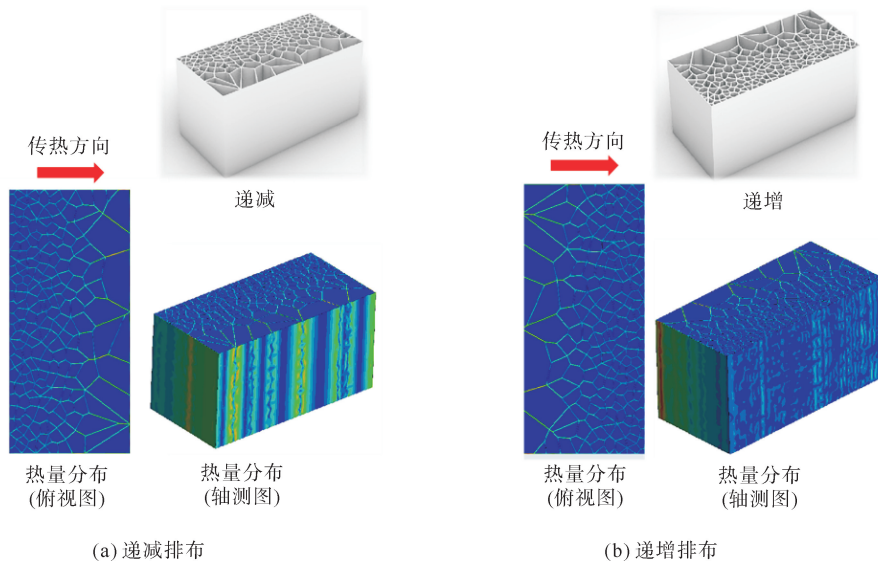 传热方向
递减
热量分布
(俯视图)
热量分布
(轴测图)
(a) 递减排布
传热方向
递增
热量分布
(俯视图)
热量分布
(轴测图)
(b) 递增排布